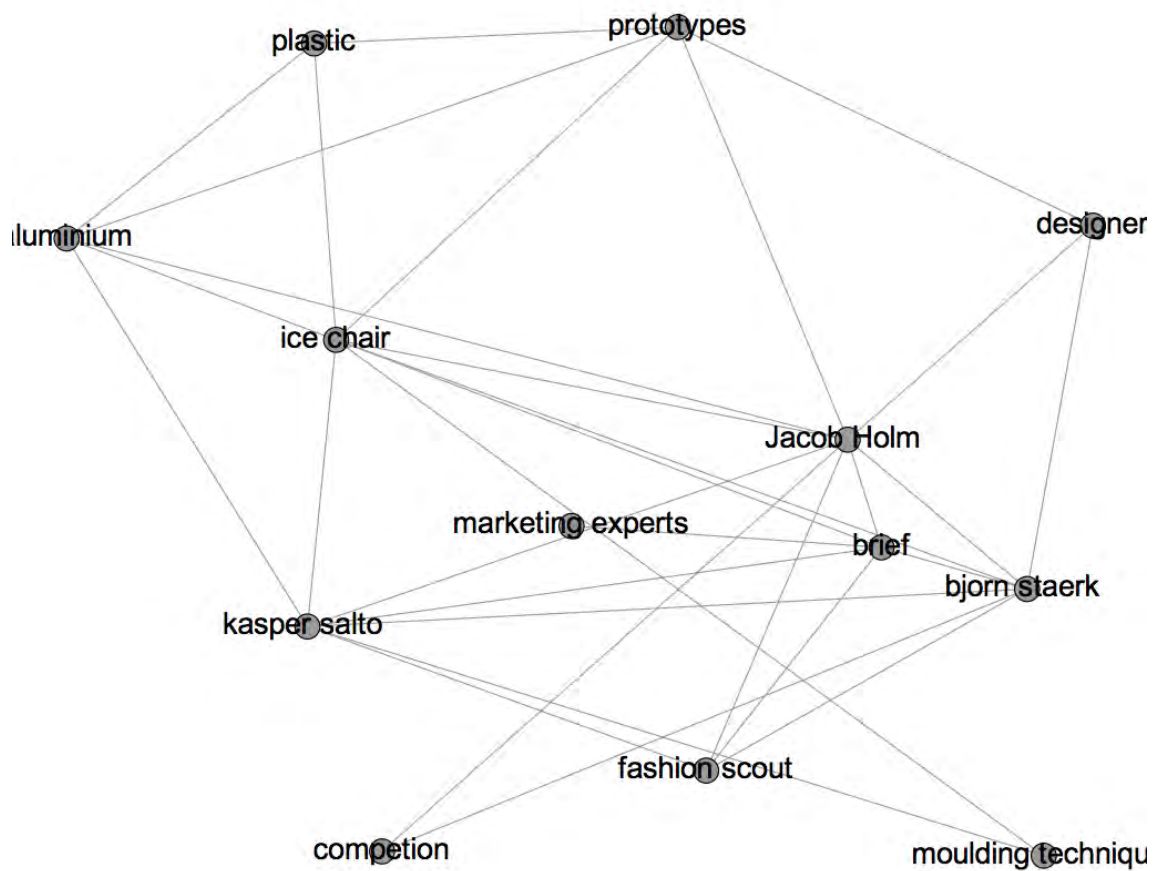 prototypes
plastic
designer
luminium
ice chair
Jacob Holm
marketing experts
brief
bjorn staerk
kasper salto
fashion scout
competion
moulding techniqu